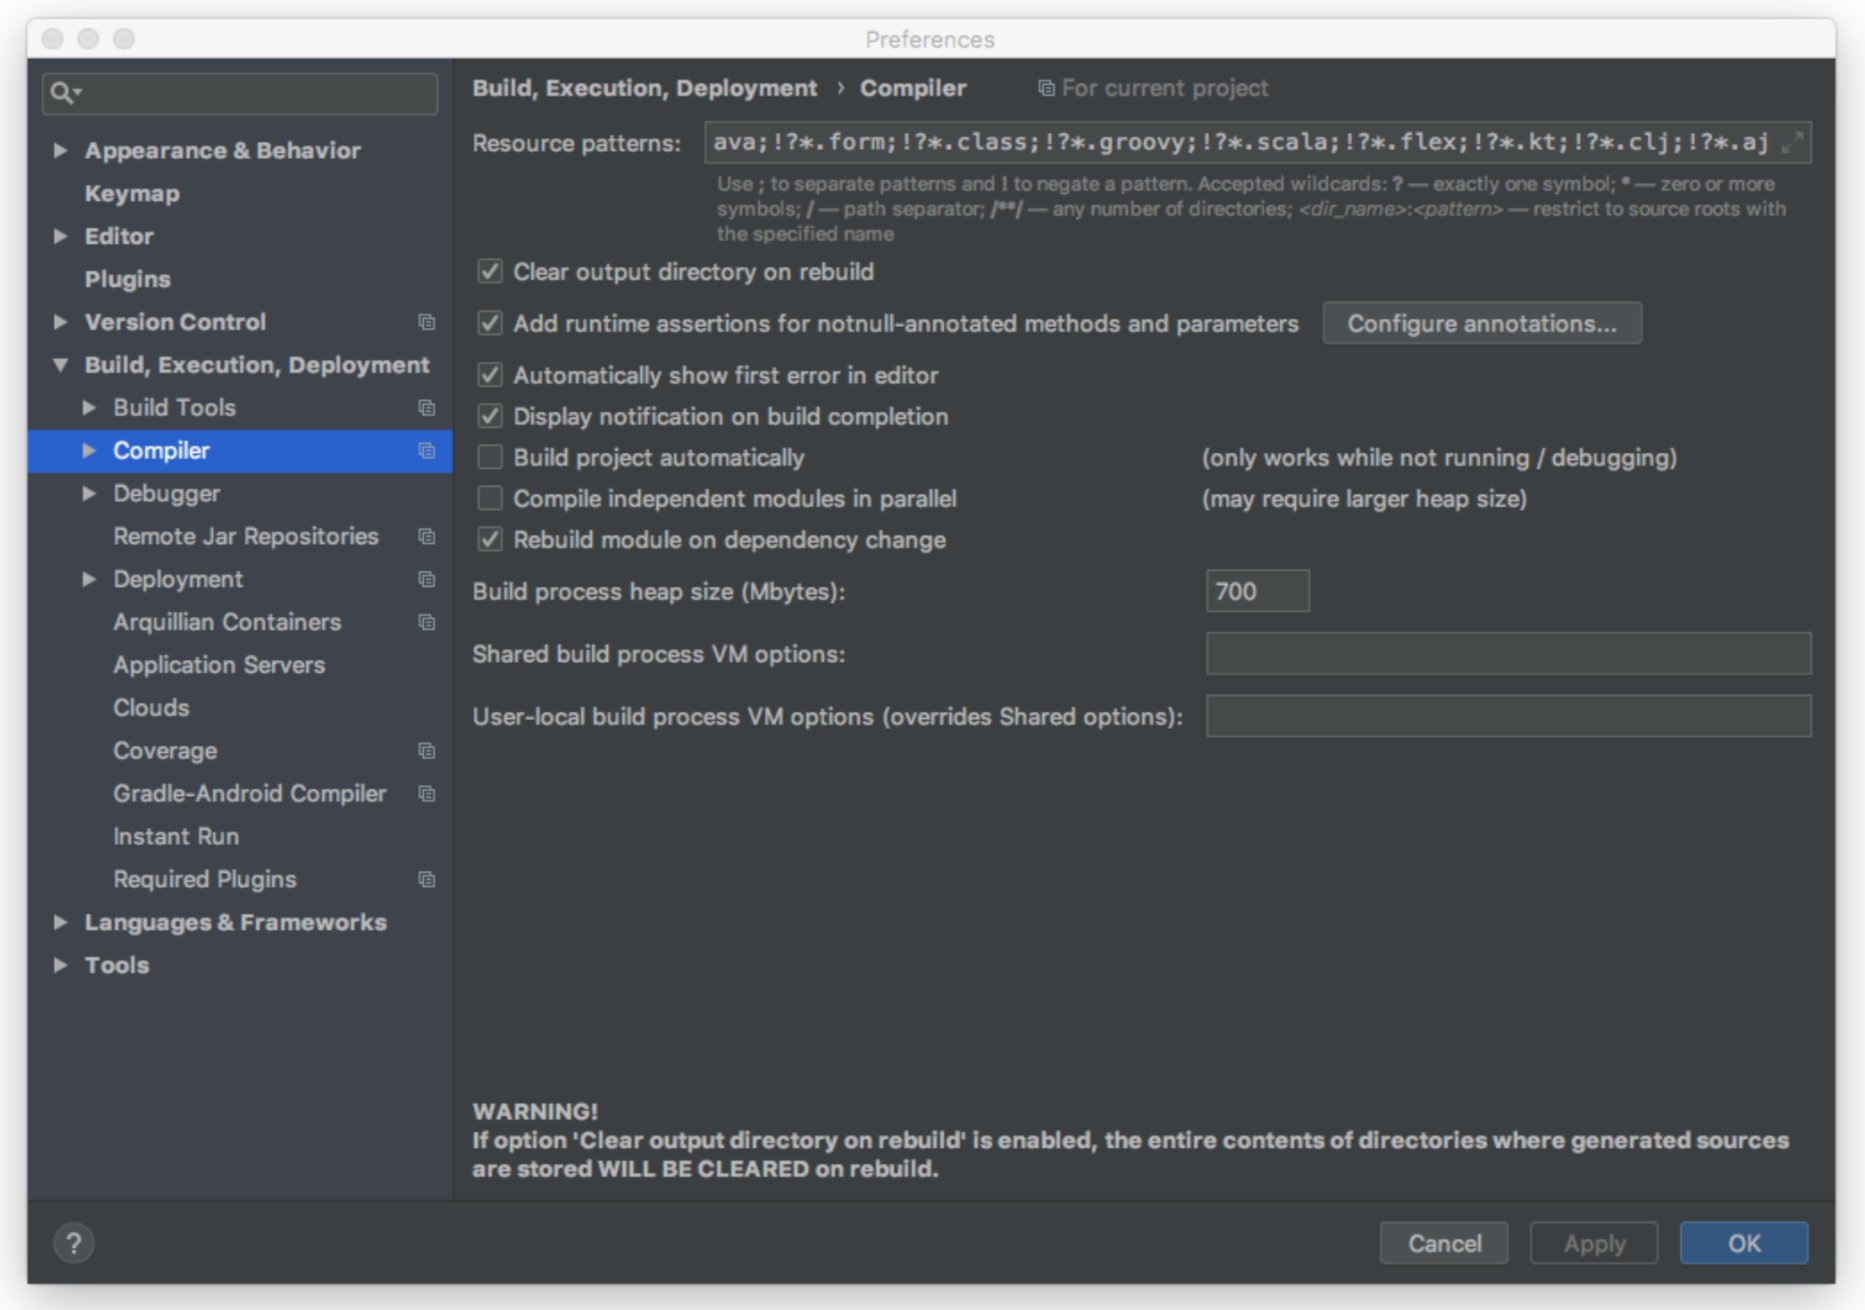 Preferences
Appearance & Behavior
Keymap
Editor
Plugins
Version Control
Build, Execution, Deployment
Build Tools
Compiler
Debugger
Remote Jar Repositories
Deployment
Arquillian Containers
Application Servers
Clouds
Coverage
Gradle-Android Compiler
Instant Run
Required Plugins
Languages & Frameworks
Tools
Build, Execution, Deployment › Compiler For current project
Resource patterns: ava;!?*.form;!?*.class;!?*.groovy;!?*.scala;!?*.flex;!?*.kt;!?*.clj;!?*.aj
Use ; to separate patterns and ! to negate a pattern. Accepted wildcards: ? — exactly one symbol; * — zero or more
symbols; / — path separator; /**/ — any number of directories; <dir_name>:<pattern> — restrict to source roots with
the specified name
Clear output directory on rebuild
Add runtime assertions for notnull-annotated methods and parameters Configure annotations...
Automatically show first error in editor
Display notification on build completion
Build project automatically (only works while not running / debugging)
Compile independent modules in parallel (may require larger heap size)
Rebuild module on dependency change
Build process heap size (Mbytes): 700
Shared build process VM options:
User-local build process VM options (overrides Shared options):
WARNING!
If option 'Clear output directory on rebuild' is enabled, the entire contents of directories where generated sources
are stored WILL BE CLEARED on rebuild.
? Cancel Apply OK